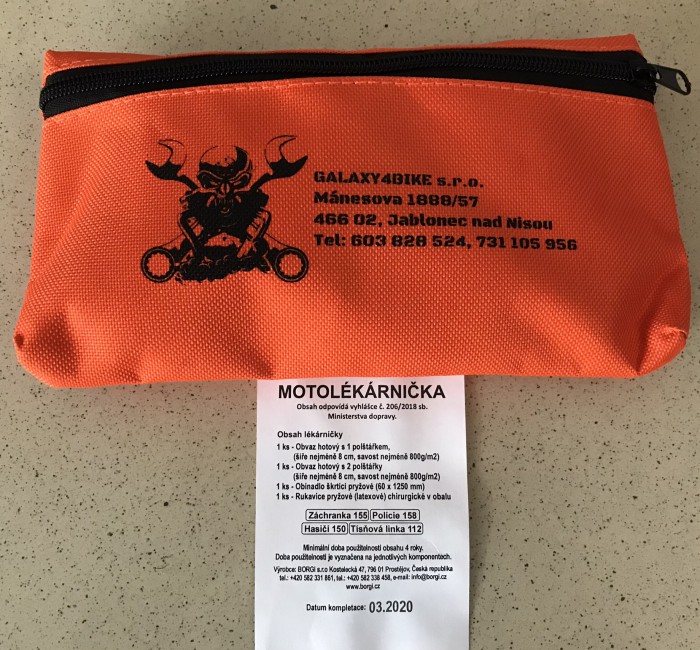 GALAXY4BIKE s.r.o.
Mánesova 1888/57
466 02, Jablonec nad Nisou
Tel: 603 828 524, 731 105 956
MOTOLÉKÁRNIČKA
Obsah odpovídá vyhlášce č. 206/2018 sb.
Ministerstva dopravy.
Obsah lékárničky
1 ks - Obvaz hotový s 1 polštářkem,
(šíře nejméně 8 cm, savost nejméně 800g/m2)
1 ks - Obvaz hotový s 2 polštářky
(šíře nejméně 8 cm, savost nejméně 800g/m2)
1 ks - Obinadlo škrtící pryžové (60 x 1250 mm)
1 ks - Rukavice pryžové (latexové) chirurgické v obalu
Záchranka 155 Policie 158
Hasiči 150 Tísňová linka 112
Minimální doba použitelnosti obsahu 4 roky.
Doba použitelnosti je vyznačena na jednotlivých komponentech.
Výrobce: BORGI s.r.o Kostelecká 47, 796 01 Prostějov, Česká republika
tel.: +420 582 331 861, tel.: +420 582 338 458, e-mail: info@borgi.cz
www.borgi.cz
Datum kompletace: 03.2020